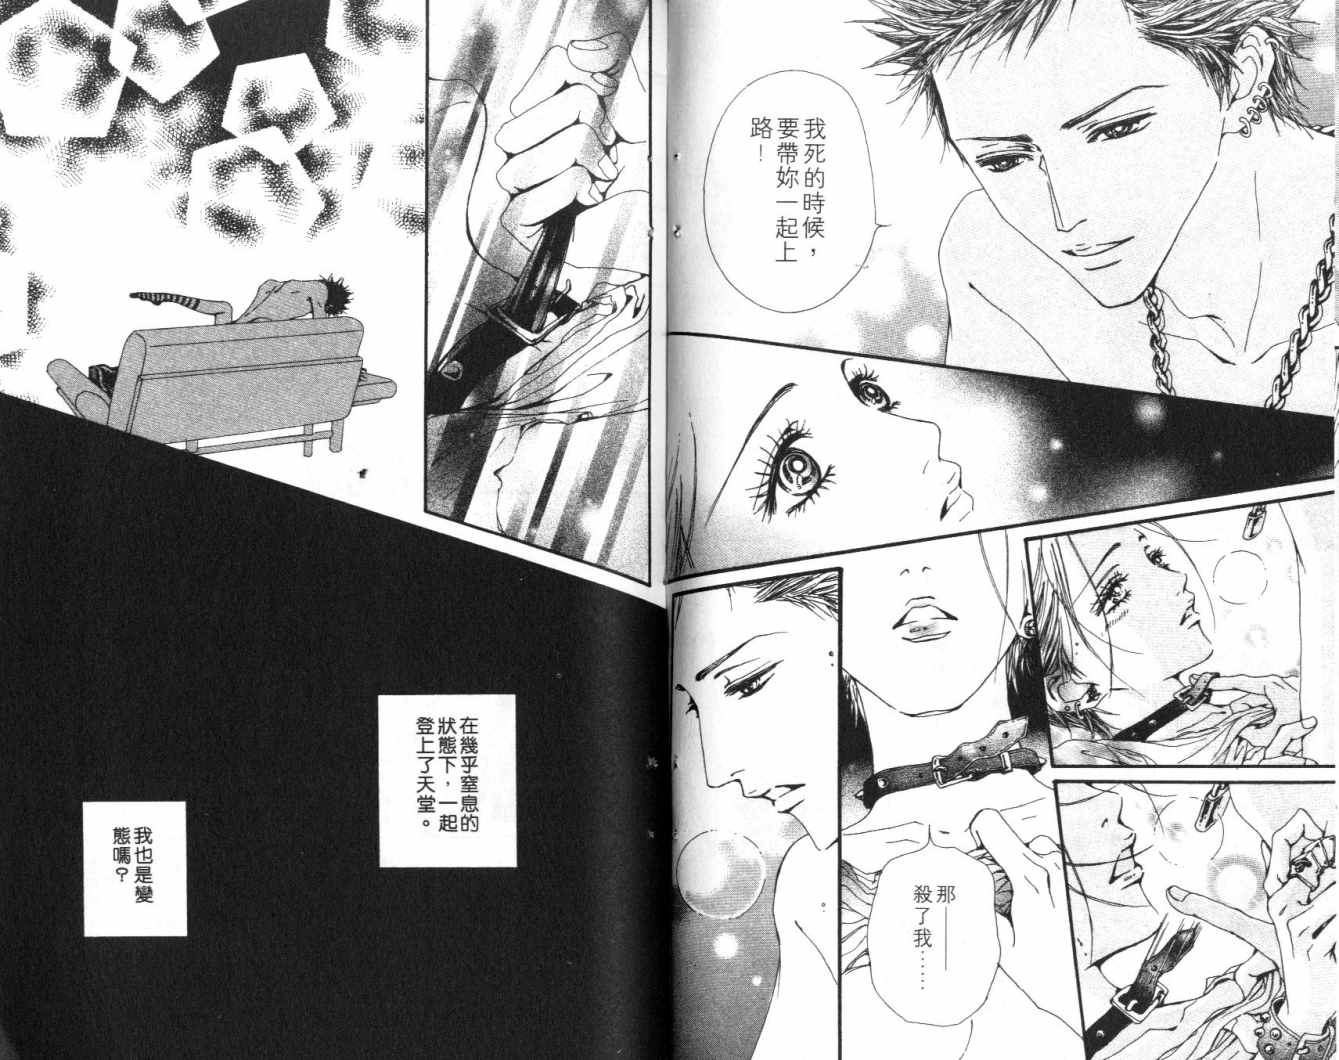 我死的時候，
要帶妳一起上
路！
那——
殺了我……
在幾乎窒息的
狀態下，一起
登上了天堂。
我也是變
態嗎？